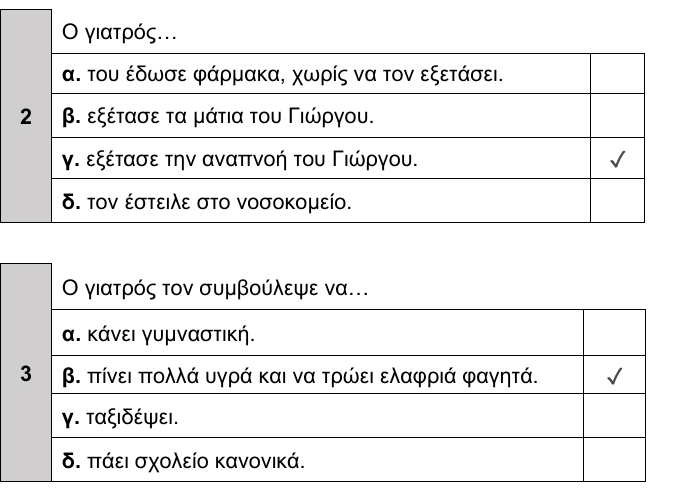 Ο γιατρός…
α. του έδωσε φάρμακα, χωρίς να τον εξετάσει.
2
β. εξέτασε τα μάτια του Γιώργου.
γ. εξέτασε την αναπνοή του Γιώργου. ✓
δ. τον έστειλε στο νοσοκομείο.
Ο γιατρός τον συμβούλεψε να…
α. κάνει γυμναστική.
3
β. πίνει πολλά υγρά και να τρώει ελαφριά φαγητά. ✓
γ. ταξιδέψει.
δ. πάει σχολείο κανονικά.